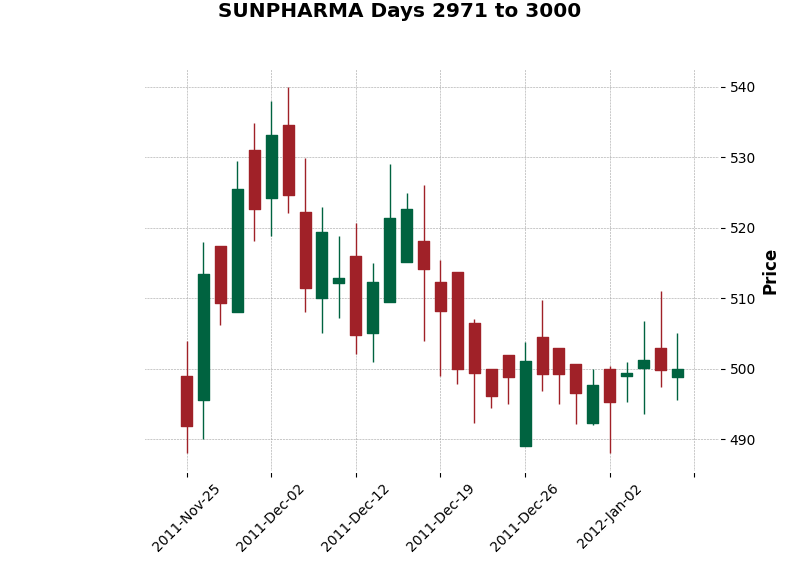 SUNPHARMA Days 2971 to 3000
540
530
520
510
500
490
Price
2011-Nov-25
2011-Dec-02
2011-Dec-12
2011-Dec-19
2011-Dec-26
2012-Jan-02